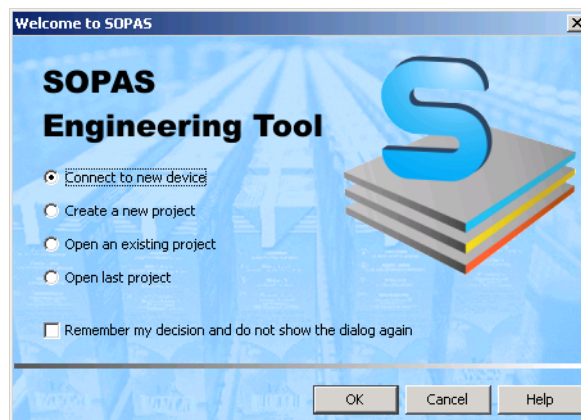 Welcome to SOPAS
SOPAS
Engineering Tool
Connect to new device
Create a new project
Open an existing project
Open last project
Remember my decision and do not show the dialog again
OK
Cancel
Help